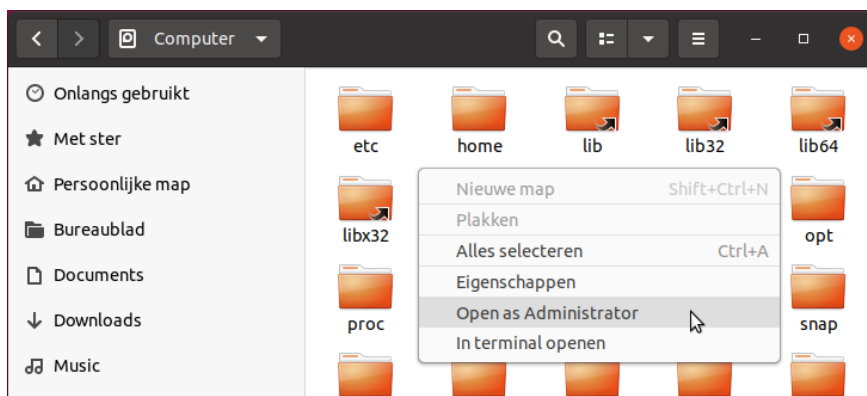 Computer
Onlangs gebruikt
Met ster
Persoonlijke map
Bureaublad
Documents
Downloads
Music
etc home lib lib32 lib64
libx32 opt
proc snap
Nieuwe map Shift+Ctrl+N
Plakken
Alles selecteren Ctrl+A
Eigenschappen
Open as Administrator
In terminal openen